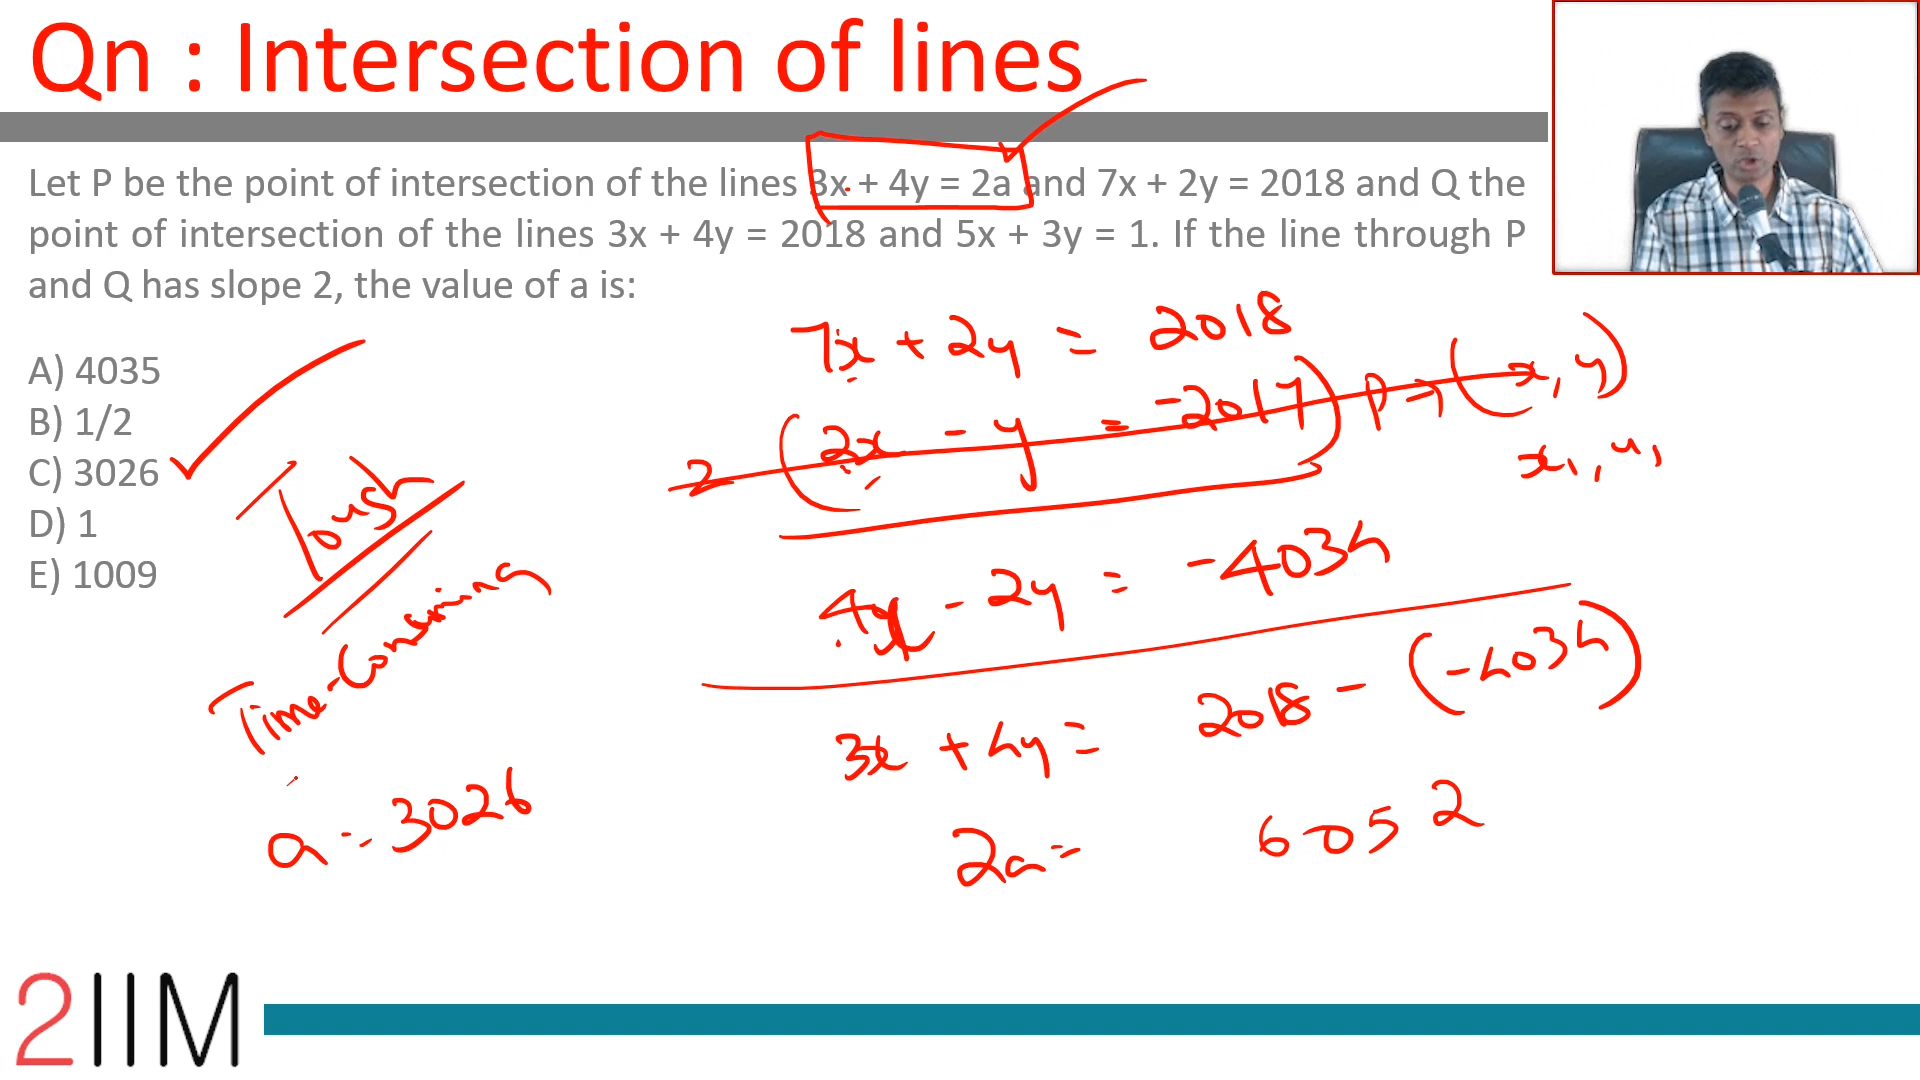 Qn : Intersection of lines
Let P be the point of intersection of the lines 3x + 4y = 2a and 7x + 2y = 2018 and Q the
point of intersection of the lines 3x + 4y = 2018 and 5x + 3y = 1. If the line through P
and Q has slope 2, the value of a is:
A) 4035
B) 1/2
C) 3026
D) 1
E) 1009
Tough
Time-Consuming
a = 3026
7x + 2y = 2018
2 (2x - y = -2017) P → (x, y)
x₁, y₁
4x - 2y = -4034
3x + 4y = 2018 - (-4034)
2a = 6052
2IIM